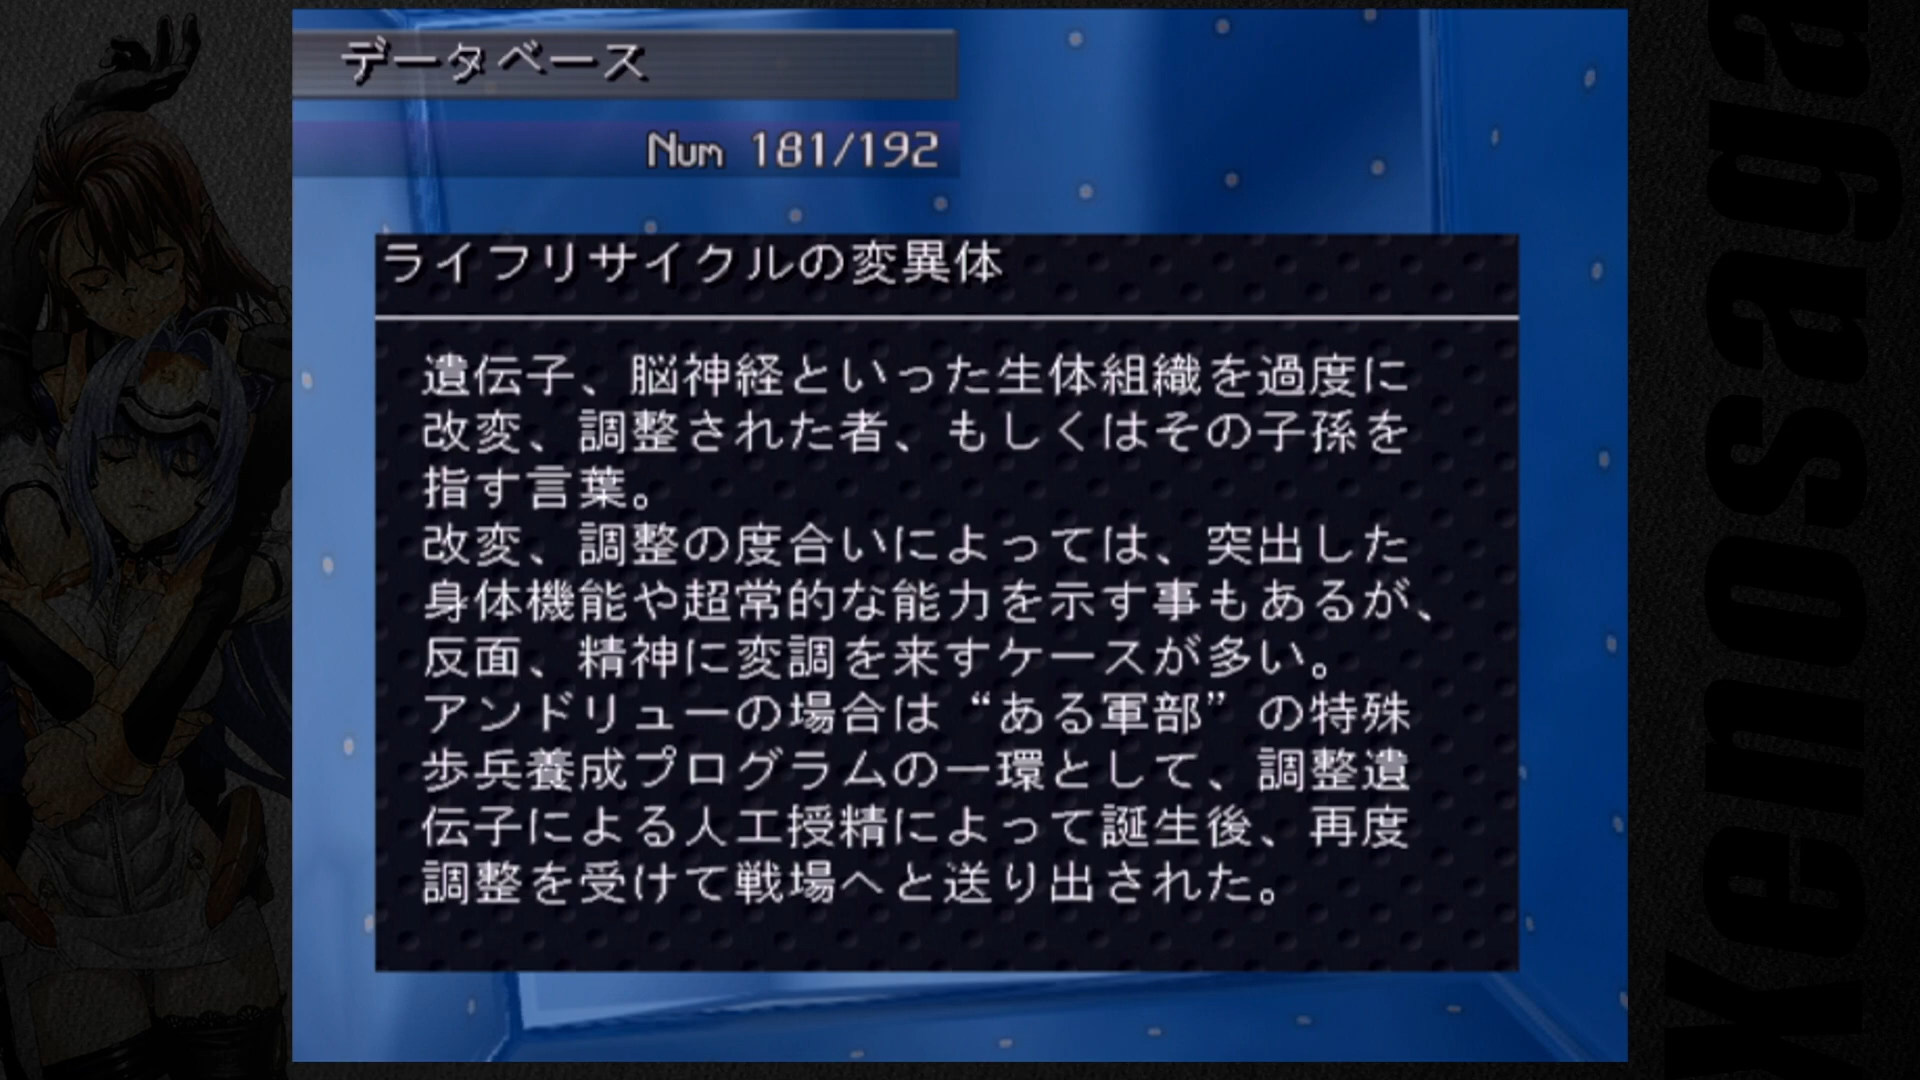 データベース
Num 181/192
ライフリサイクルの変異体
遺伝子、脳神経といった生体組織を過度に
改変、調整された者、もしくはその子孫を
指す言葉。
改変、調整の度合いによっては、突出した
身体機能や超常的な能力を示す事もあるが、
反面、精神に変調を来すケースが多い。
アンドリューの場合は“ある軍部”の特殊
歩兵養成プログラムの一環として、調整遺
伝子による人工授精によって誕生後、再度
調整を受けて戦場へと送り出された。
Xenosaga